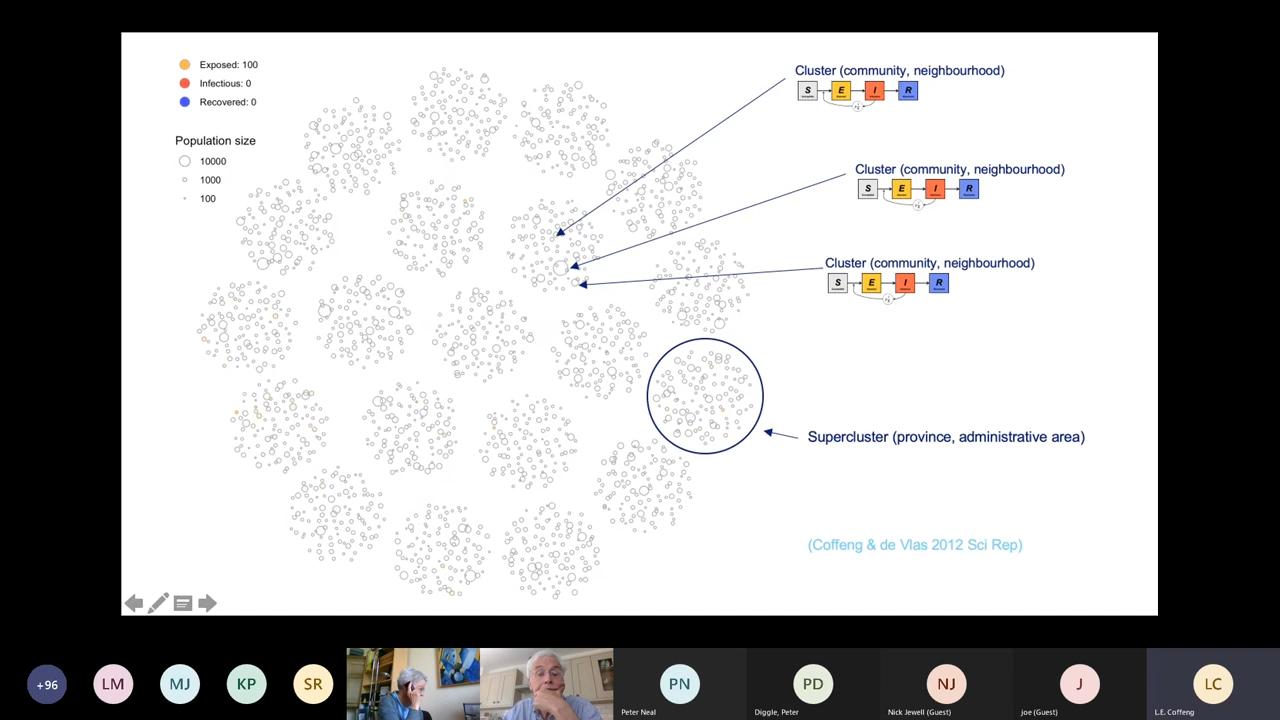 Exposed: 100
Infectious: 0
Recovered: 0
Population size
10000
1000
100
Cluster (community, neighbourhood)
S E I R
Cluster (community, neighbourhood)
S E I R
Cluster (community, neighbourhood)
S E I R
Supercluster (province, administrative area)
(Coffeng & de Vlas 2012 Sci Rep)
+96
LM
MJ
KP
SR
PN
Peter Neal
PD
Diggle, Peter
NJ
Nick Jewell (Guest)
J
joe (Guest)
LC
L.E. Coffeng